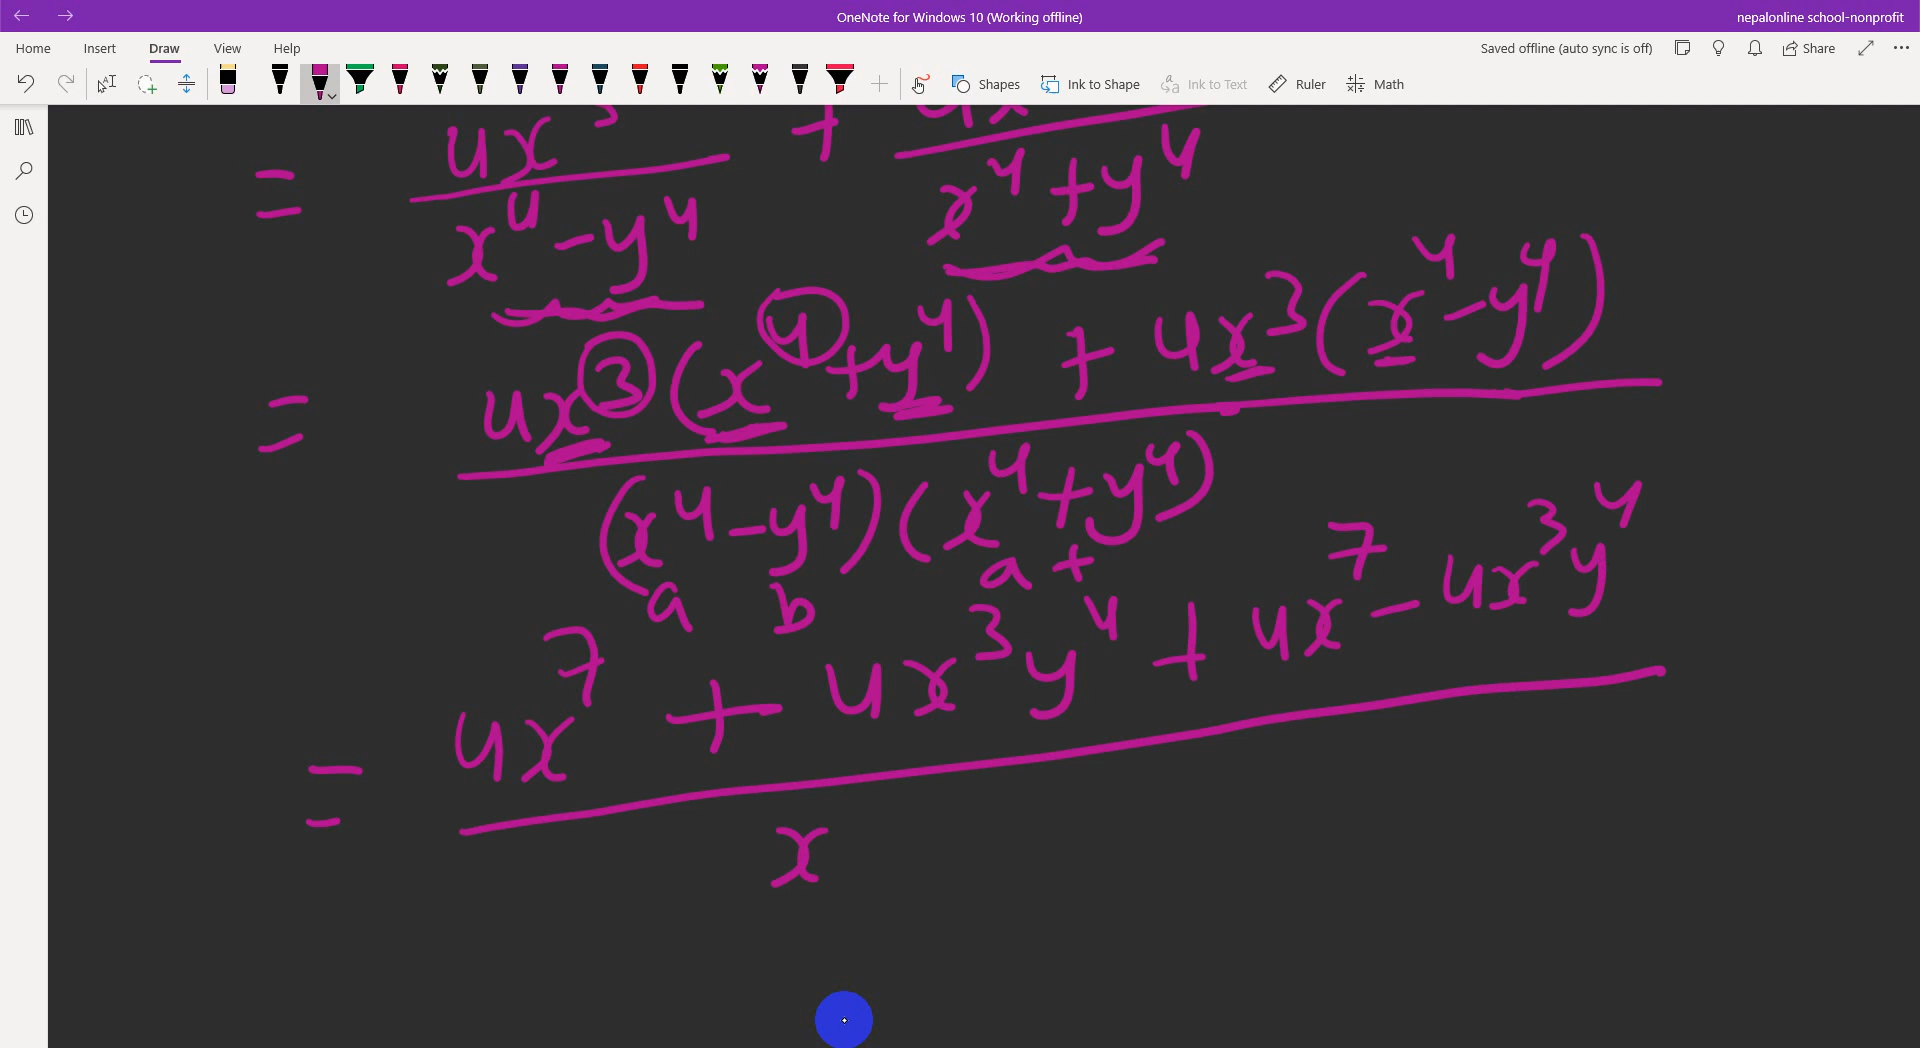 OneNote for Windows 10 (Working offline)
nepalonline school-nonprofit
Home Insert Draw View Help
Saved offline (auto sync is off) Share
Shapes Ink to Shape Ink to Text Ruler Math
= 4x³ / x⁴ - y⁴ + 4x / x⁴ + y⁴
= 4x³ (x⁴ + y⁴) + 4x³ (x⁴ - y⁴)
(x⁴ - y⁴) (x⁴ + y⁴)
a b a +
= 4x⁷ + 4x³y⁴ + 4x⁷ - 4x³y⁴
x